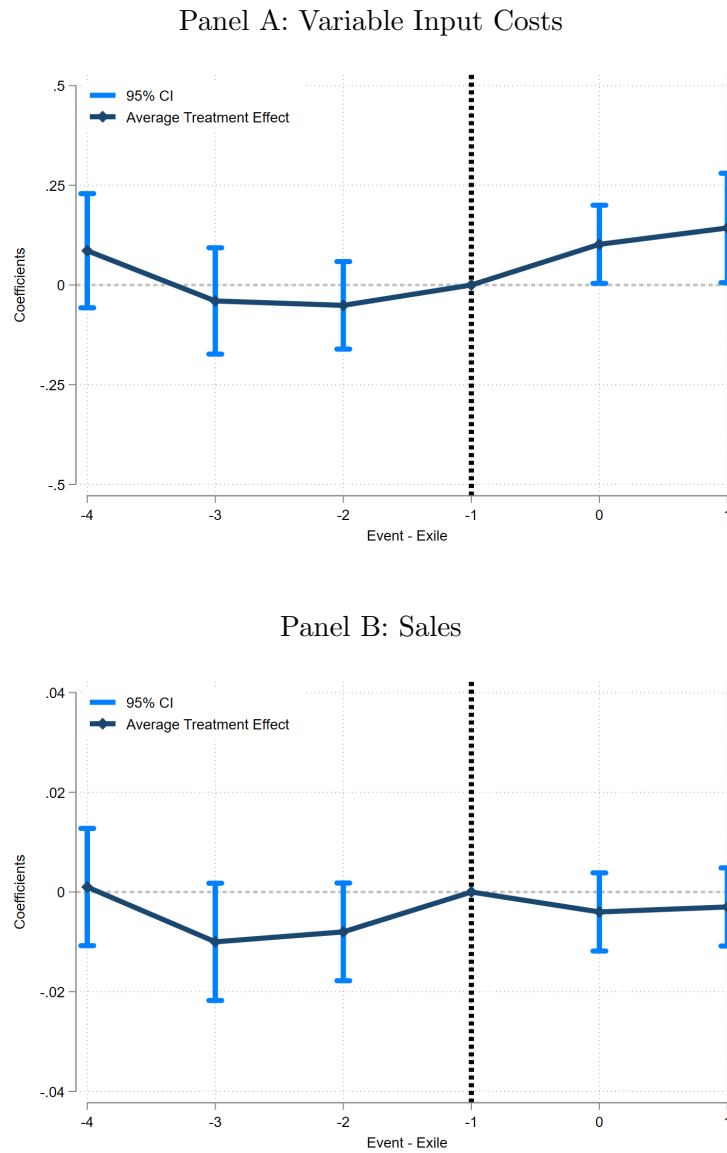 Panel A: Variable Input Costs
95% CI
Average Treatment Effect
.5
.25
0
-.25
-.5
Coefficients
-4 -3 -2 -1 0
Event - Exile
Panel B: Sales
95% CI
Average Treatment Effect
.04
.02
0
-.02
-.04
Coefficients
-4 -3 -2 -1 0
Event - Exile